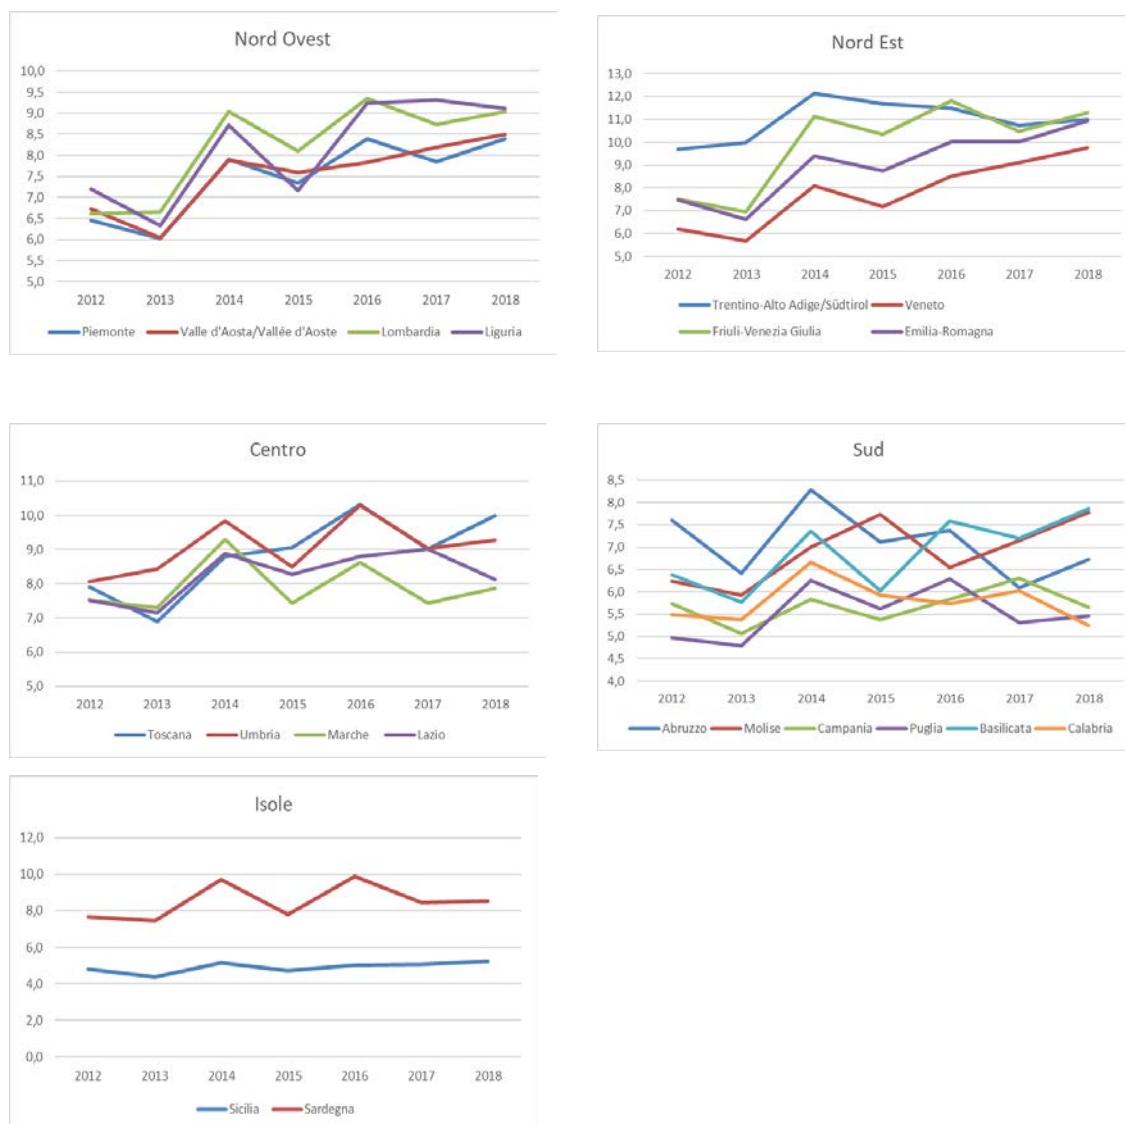 Nord Ovest
10,0
9,5
9,0
8,5
8,0
7,5
7,0
6,5
6,0
5,5
5,0
2012 2013 2014 2015 2016 2017 2018
Piemonte Valle d'Aosta/Vallée d'Aoste Lombardia Liguria
Nord Est
13,0
12,0
11,0
10,0
9,0
8,0
7,0
6,0
5,0
2012 2013 2014 2015 2016 2017 2018
Trentino-Alto Adige/Südtirol Veneto
Friuli-Venezia Giulia Emilia-Romagna
Centro
11,0
10,0
9,0
8,0
7,0
6,0
5,0
2012 2013 2014 2015 2016 2017 2018
Toscana Umbria Marche Lazio
Sud
8,5
8,0
7,5
7,0
6,5
6,0
5,5
5,0
4,5
4,0
2012 2013 2014 2015 2016 2017 2018
Abruzzo Molise Campania Puglia Basilicata Calabria
Isole
12,0
10,0
8,0
6,0
4,0
2,0
0,0
2012 2013 2014 2015 2016 2017 2018
Sicilia Sardegna